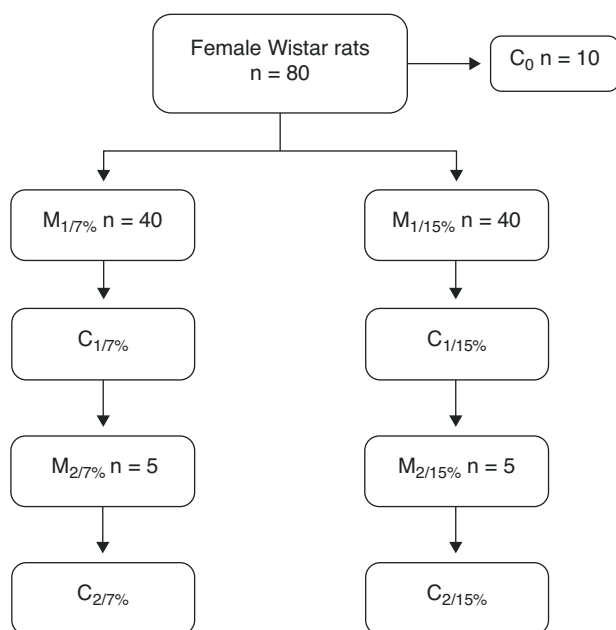 Female Wistar rats
n = 80
C₀ n = 10
M₁/₇% n = 40
M₁/₁₅% n = 40
C₁/₇%
C₁/₁₅%
M₂/₇% n = 5
M₂/₁₅% n = 5
C₂/₇%
C₂/₁₅%